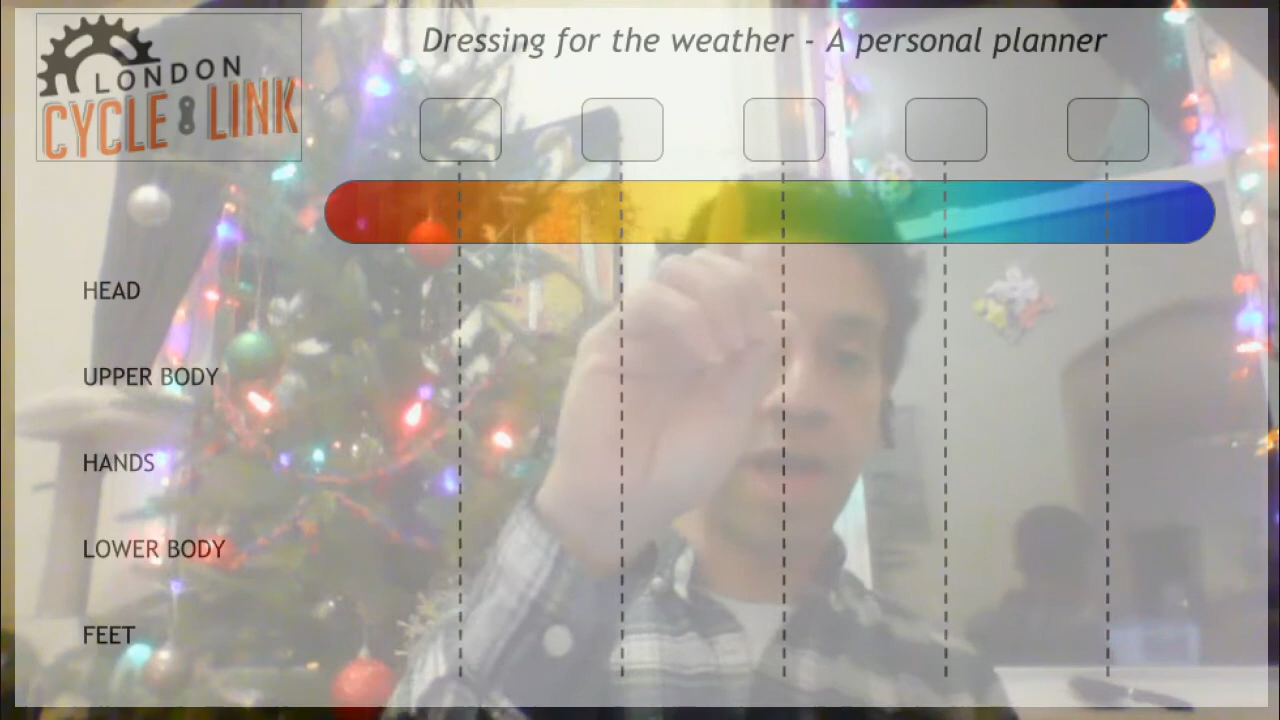 LONDON
CYCLE LINK
Dressing for the weather - A personal planner
HEAD
UPPER BODY
HANDS
LOWER BODY
FEET